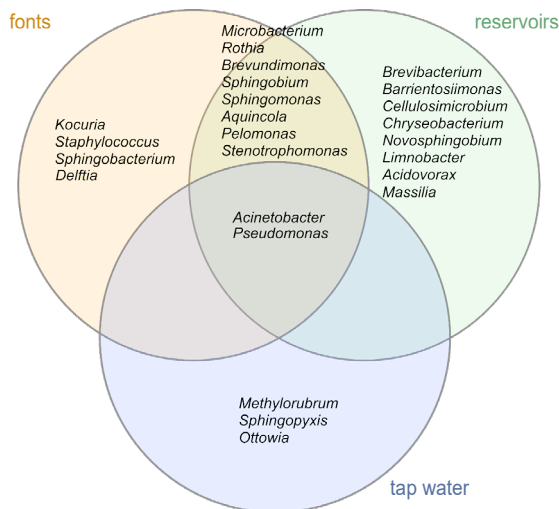 fonts
reservoirs
Microbacterium
Rothia
Brevundimonas
Sphingobium
Sphingomonas
Aquincola
Pelomonas
Stenotrophomonas
Brevibacterium
Barrientosiimonas
Cellulosimicrobium
Chryseobacterium
Novosphingobium
Limnobacter
Acidovorax
Massilia
Kocuria
Staphylococcus
Sphingobacterium
Delftia
Acinetobacter
Pseudomonas
Methylorubrum
Sphingopyxis
Ottowia
tap water